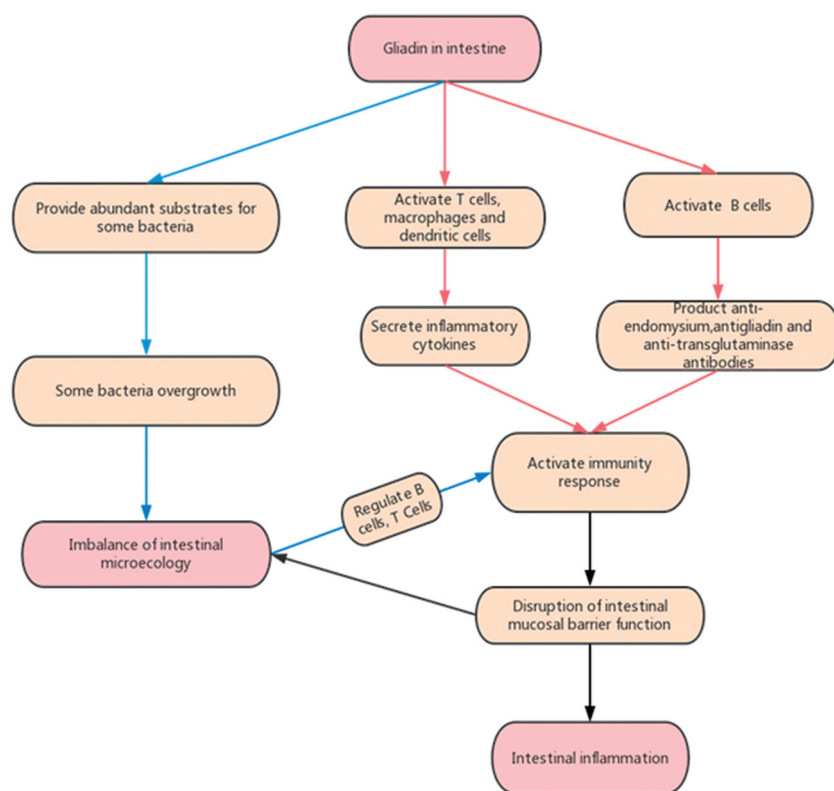 Gliadin in intestine
Provide abundant substrates for
some bacteria
Activate T cells,
macrophages and
dendritic cells
Activate B cells
Secrete inflammatory
cytokines
Product anti-
endomysium,antigliadin and
anti-transglutaminase
antibodies
Some bacteria overgrowth
Activate immunity
response
Regulate B
cells, T Cells
Imbalance of intestinal
microecology
Disruption of intestinal
mucosal barrier function
Intestinal inflammation